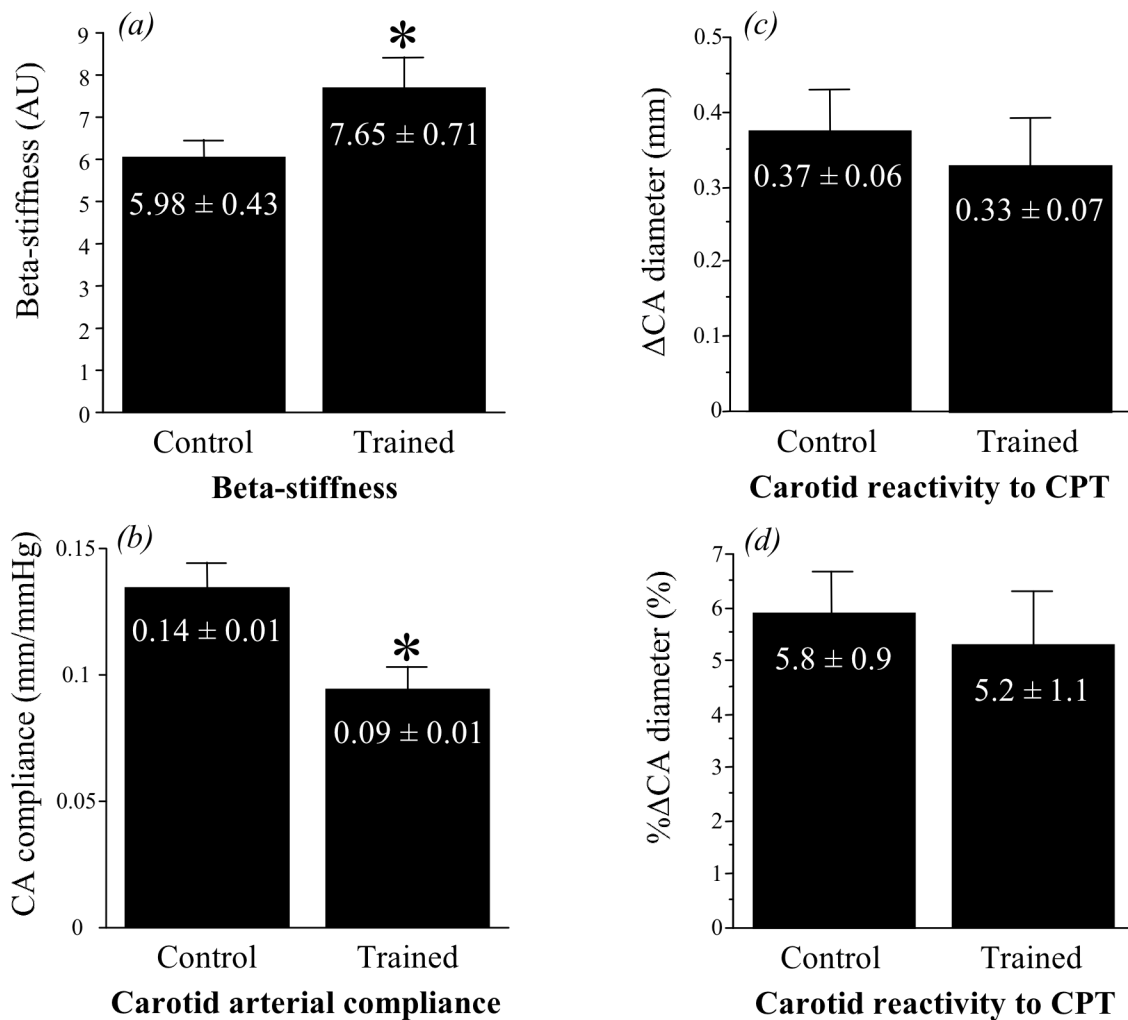 (a)
Beta-stiffness (AU)
9
8
7
6
5
4
3
2
1
0
*
5.98 ± 0.43
7.65 ± 0.71
Control Trained
Beta-stiffness
(c)
ΔCA diameter (mm)
0.5
0.4
0.3
0.2
0.1
0
0.37 ± 0.06
0.33 ± 0.07
Control Trained
Carotid reactivity to CPT
(b)
CA compliance (mm/mmHg)
0.15
0.1
0.05
0
*
0.14 ± 0.01
0.09 ± 0.01
Control Trained
Carotid arterial compliance
(d)
%ΔCA diameter (%)
7
6
5
4
3
2
1
0
5.8 ± 0.9
5.2 ± 1.1
Control Trained
Carotid reactivity to CPT